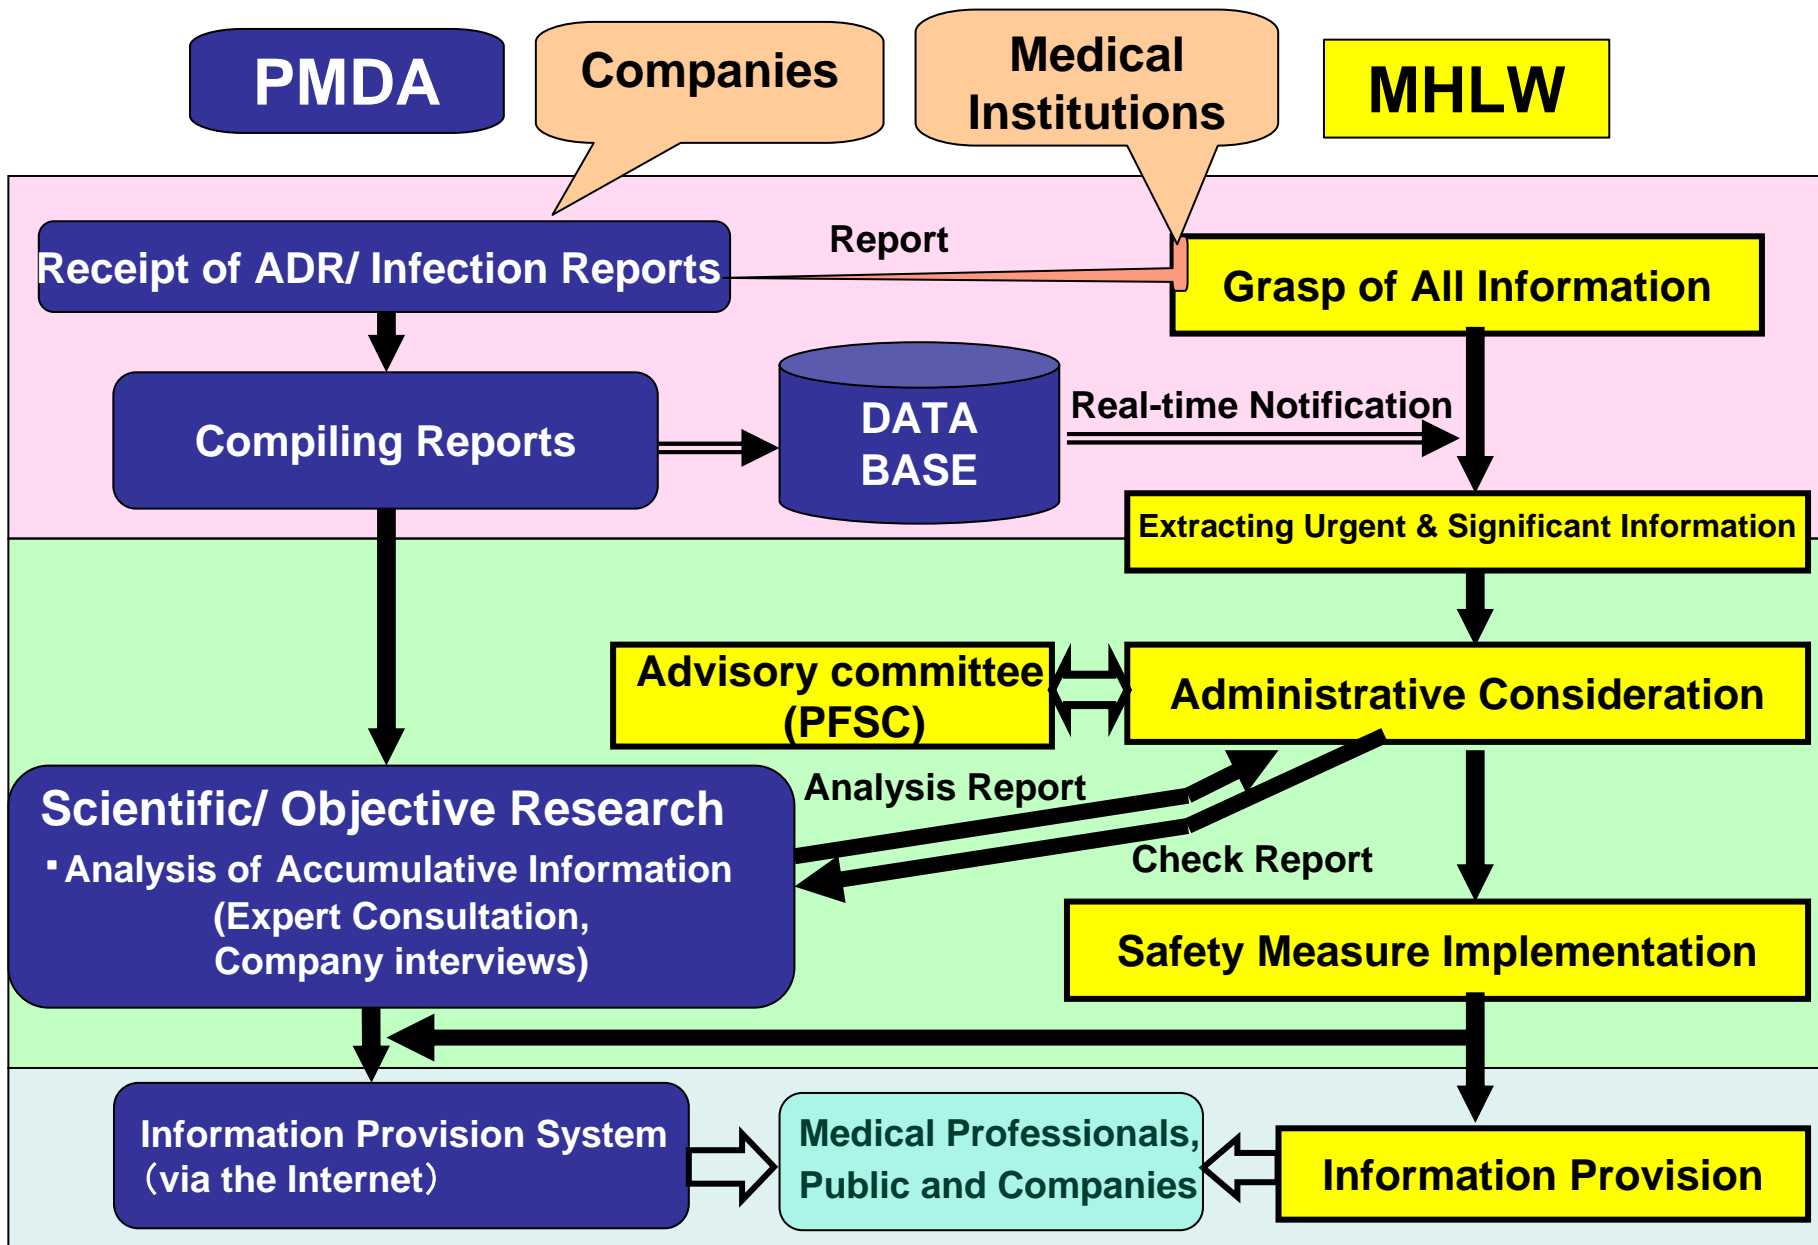 PMDA
Companies
Medical
Institutions
MHLW
Receipt of ADR/ Infection Reports
Report
Grasp of All Information
Compiling Reports
DATA
BASE
Real-time Notification
Extracting Urgent & Significant Information
Advisory committee
(PFSC)
Administrative Consideration
Scientific/ Objective Research
▪Analysis of Accumulative Information
(Expert Consultation,
Company interviews)
Analysis Report
Check Report
Safety Measure Implementation
Information Provision System
（via the Internet）
Medical Professionals,
Public and Companies
Information Provision